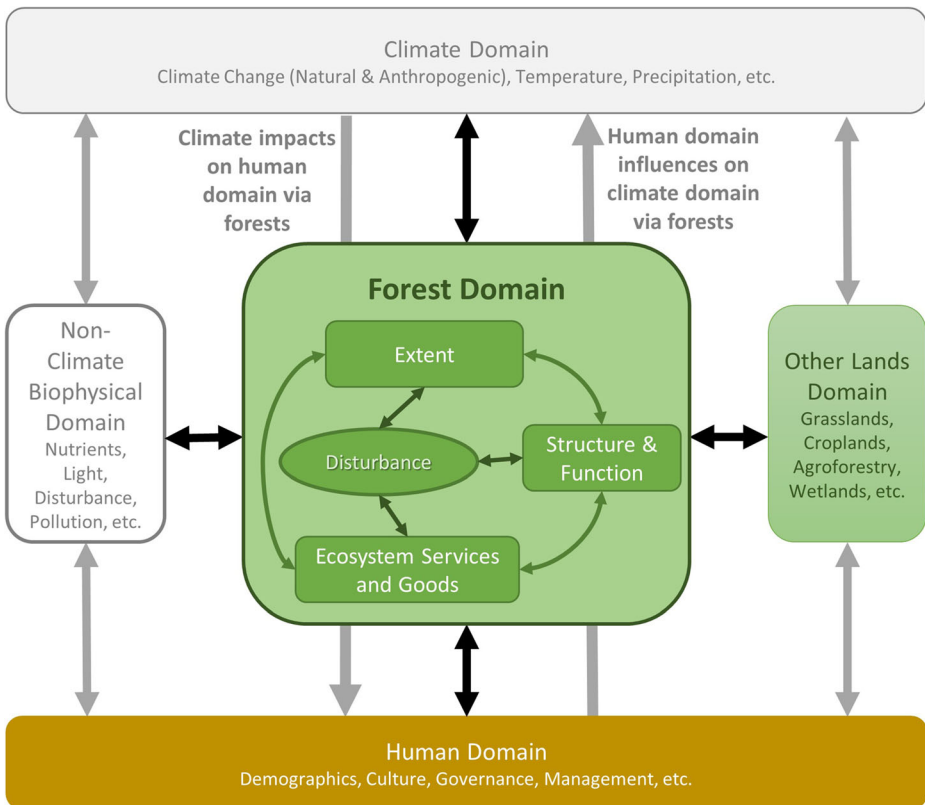 Climate Domain
Climate Change (Natural & Anthropogenic), Temperature, Precipitation, etc.
Climate impacts
on human
domain via
forests
Human domain
influences on
climate domain
via forests
Non-
Climate
Biophysical
Domain
Nutrients,
Light,
Disturbance,
Pollution, etc.
Forest Domain
Extent
Disturbance
Structure &
Function
Ecosystem Services
and Goods
Other Lands
Domain
Grasslands,
Croplands,
Agroforestry,
Wetlands, etc.
Human Domain
Demographics, Culture, Governance, Management, etc.